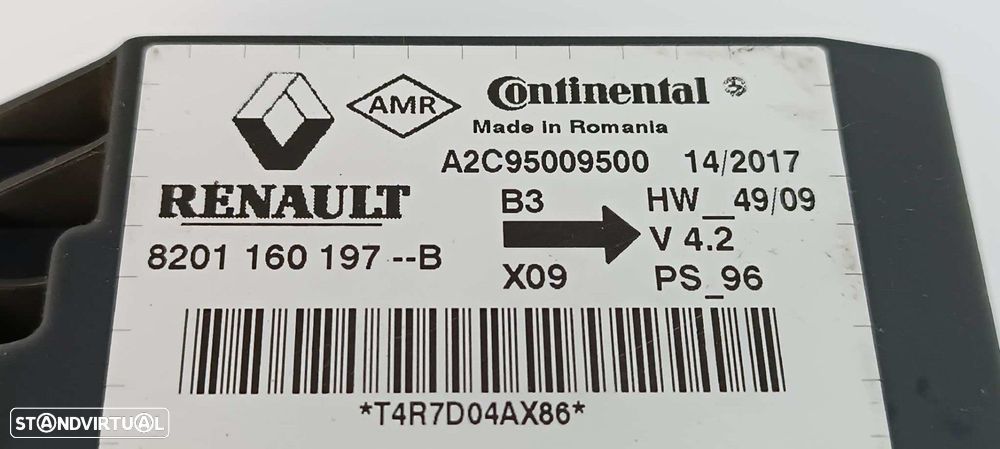 AMR
Continental
Made in Romania
A2C95009500 14/2017
RENAULT
B3
HW__49/09
V 4.2
8201 160 197 --B
X09
PS_96
*T4R7D04AX86*
STANDVIRTUAL